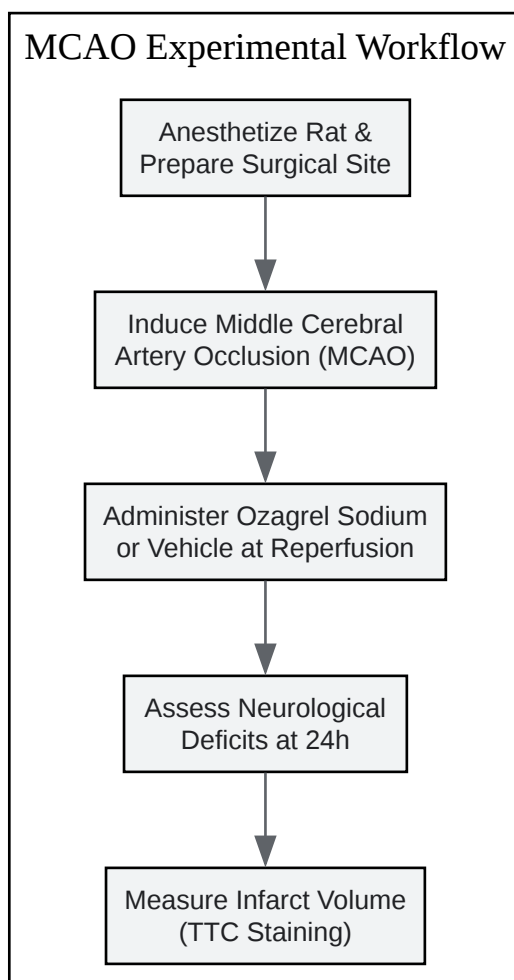 MCAO Experimental Workflow
Anesthetize Rat &
Prepare Surgical Site
Induce Middle Cerebral
Artery Occlusion (MCAO)
Administer Ozagrel Sodium
or Vehicle at Reperfusion
Assess Neurological
Deficits at 24h
Measure Infarct Volume
(TTC Staining)